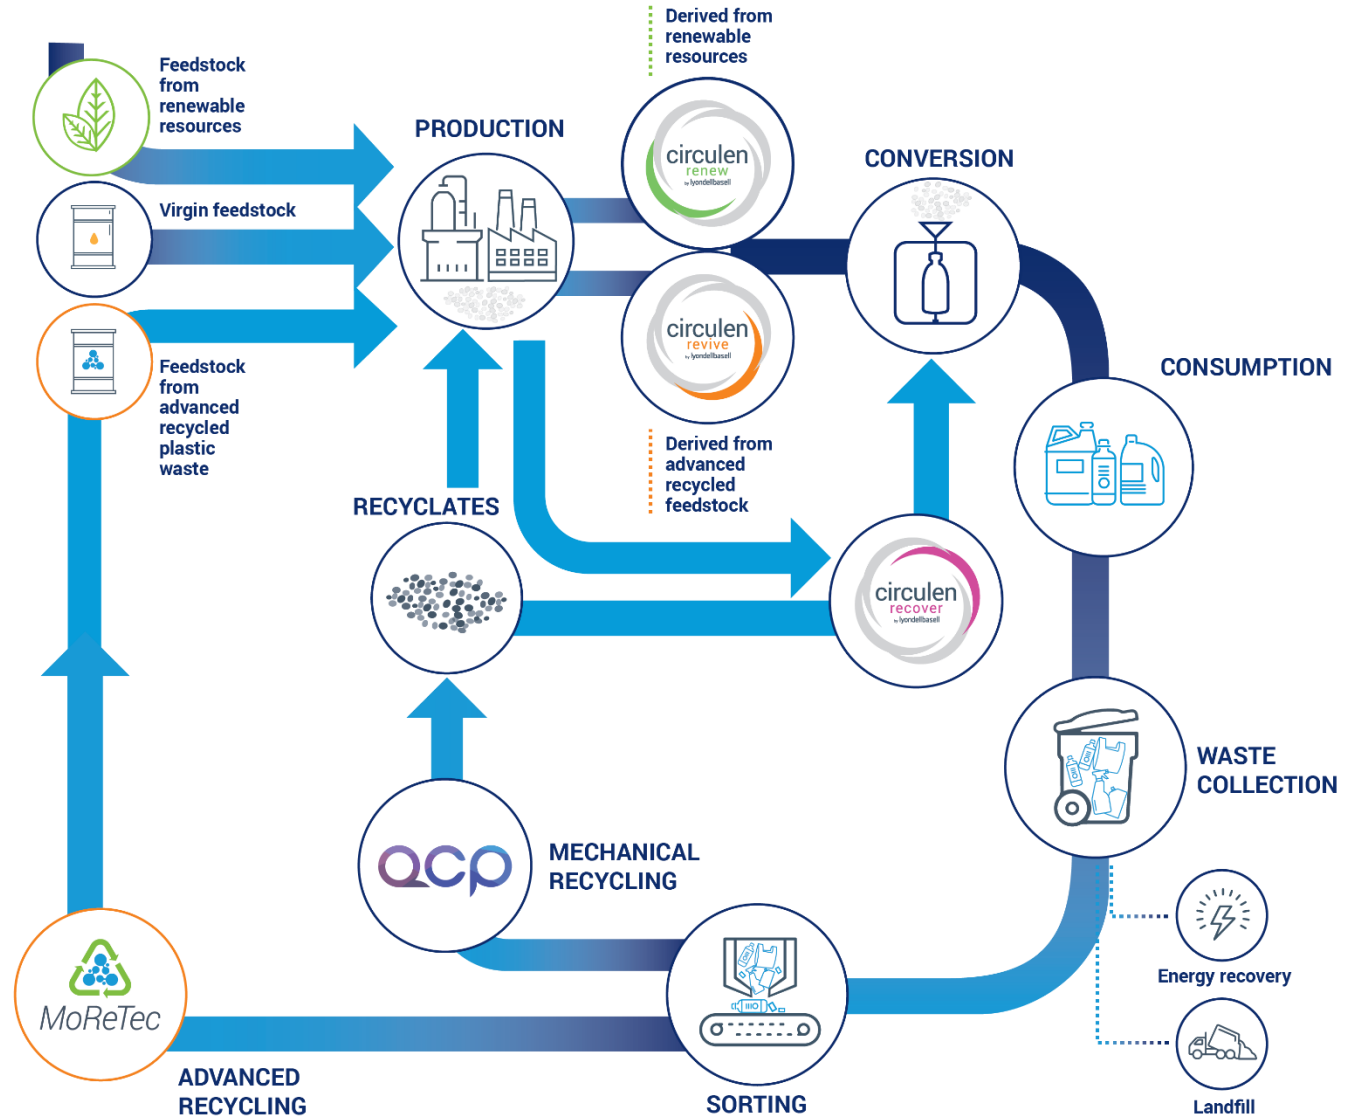 Derived from
renewable
resources
Feedstock
from
renewable
resources
PRODUCTION
circulen
renew
by lyondellbasell
CONVERSION
Virgin feedstock
circulen
revive
by lyondellbasell
CONSUMPTION
Feedstock
from
advanced
recycled
plastic
waste
Derived from
advanced
recycled
feedstock
RECYCLATES
circulen
recover
by lyondellbasell
WASTE
COLLECTION
QCP
MECHANICAL
RECYCLING
Energy recovery
MoReTec
ADVANCED
RECYCLING
SORTING
Landfill